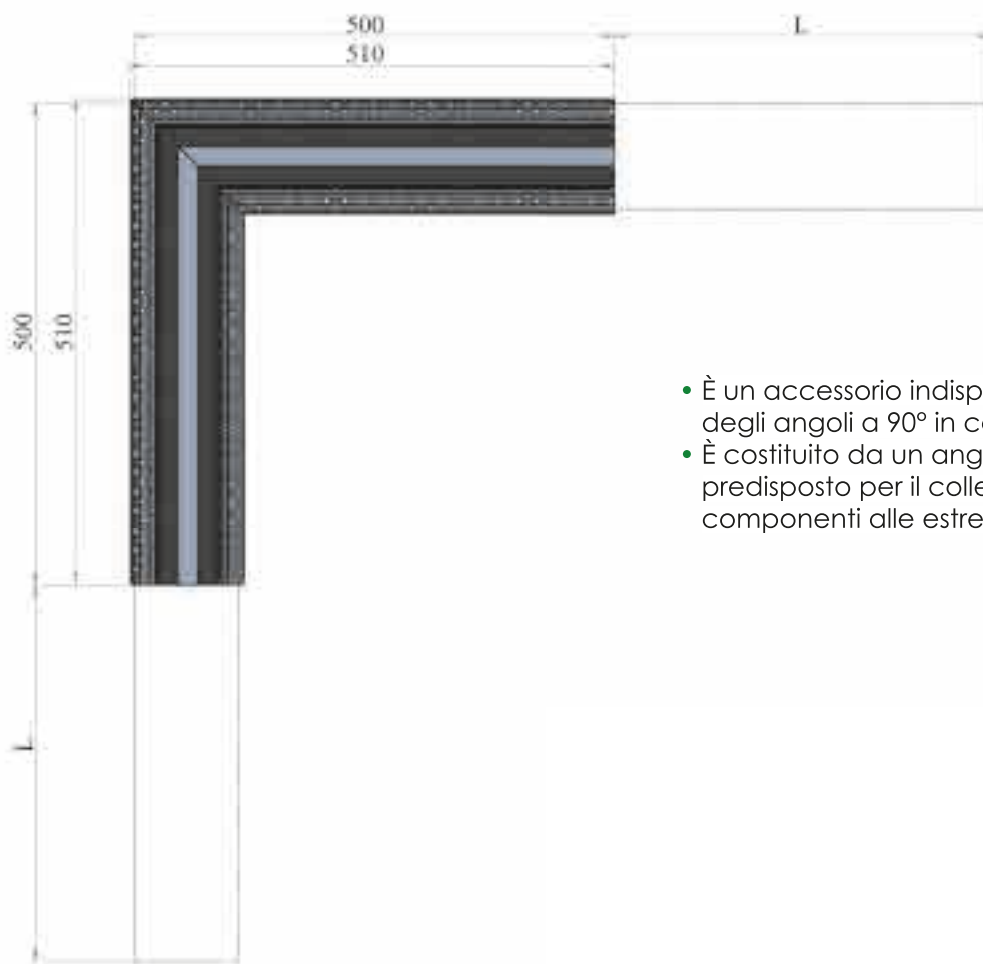 500 L
510
500
510
L
• È un accessorio indisp
degli angoli a 90° in c
• È costituito da un ang
predisposto per il colle
componenti alle estre